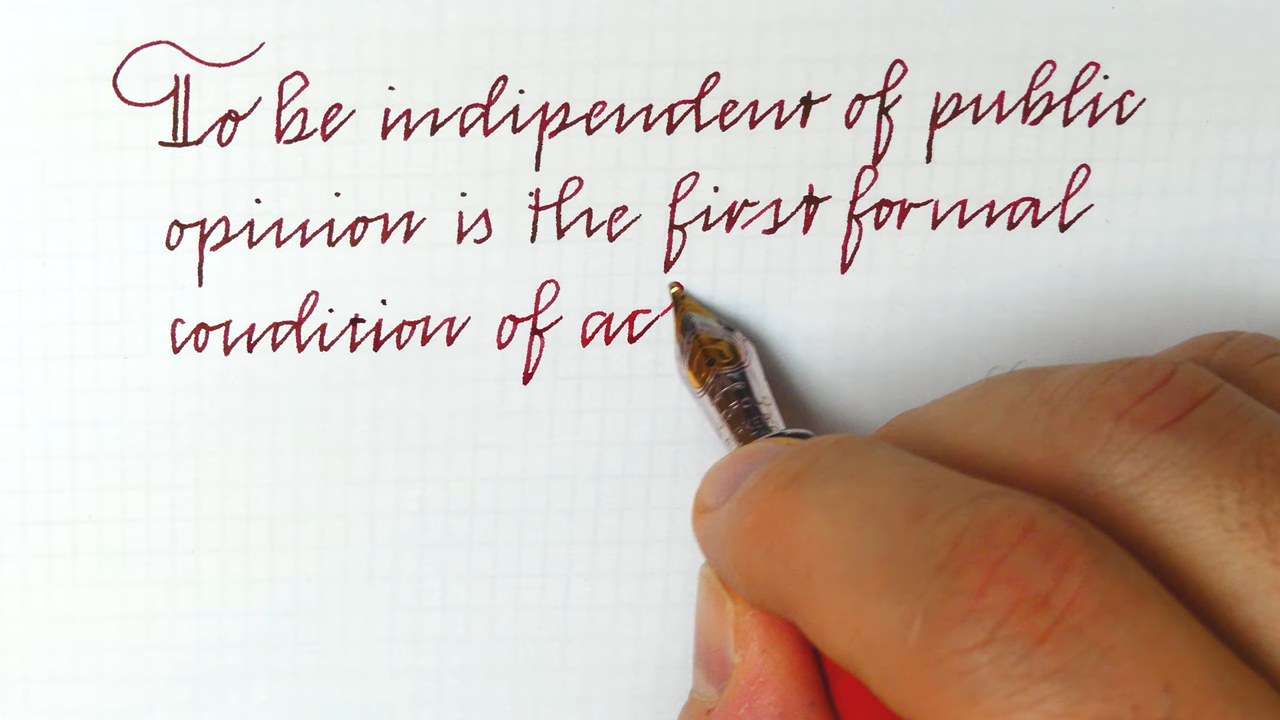 To be indipendent of public
opinion is the first formal
condition of ac